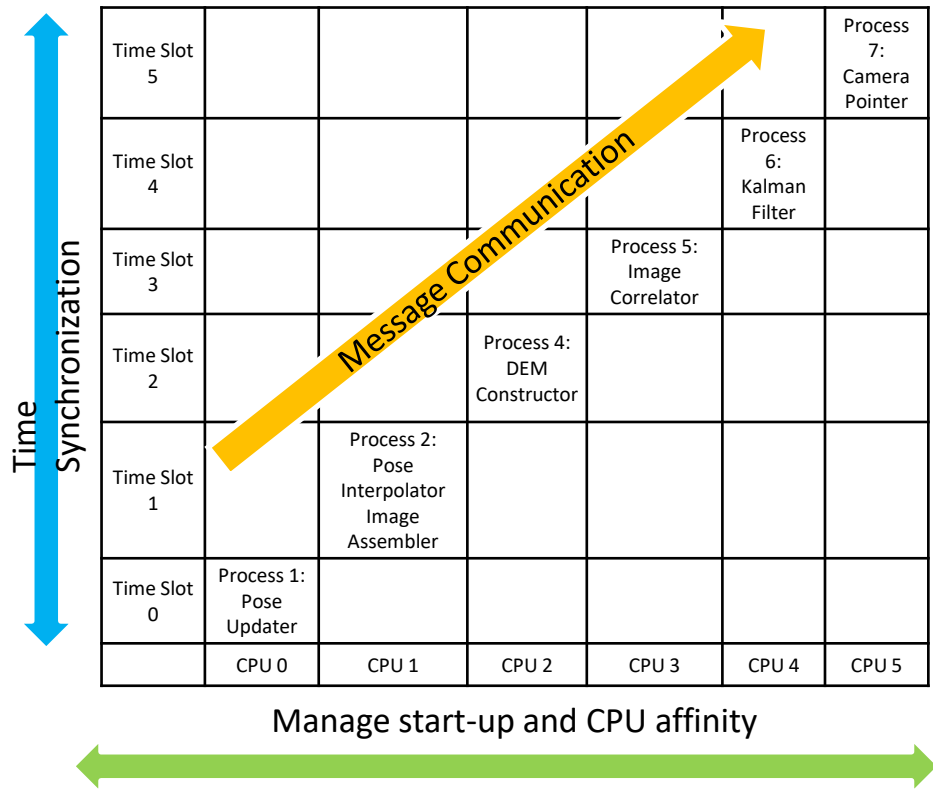 Time Slot
5
Process
7:
Camera
Pointer
Time Slot
4
Process
6:
Kalman
Filter
Time Slot
3
Process 5:
Image
Correlator
Time Slot
2
Process 4:
DEM
Constructor
Time Slot
1
Process 2:
Pose
Interpolator
Image
Assembler
Time Slot
0
Process 1:
Pose
Updater
CPU 0
CPU 1
CPU 2
CPU 3
CPU 4
CPU 5
Message Communication
Time
Synchronization
Manage start-up and CPU affinity